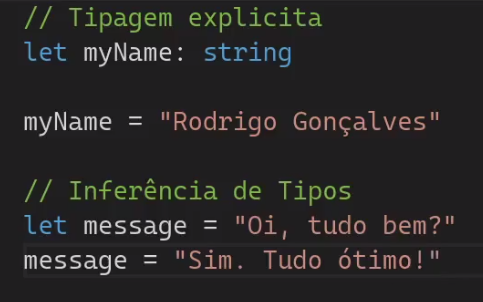 // Tipagem explicita
let myName: string
myName = "Rodrigo Gonçalves"
// Inferência de Tipos
let message = "Oi, tudo bem?"
message = "Sim. Tudo ótimo!"